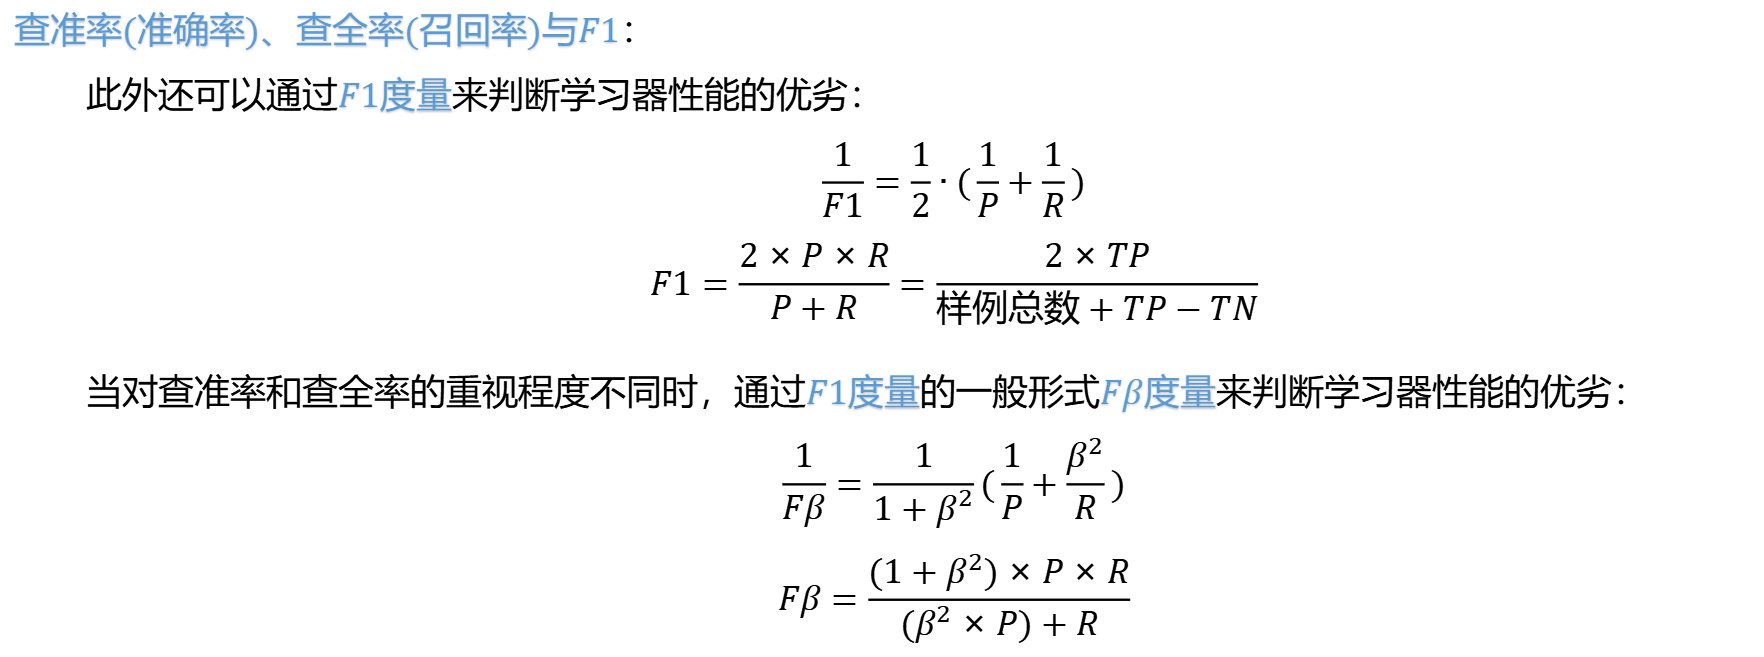 查准率(准确率)、查全率(召回率)与F1：
此外还可以通过F1度量来判断学习器性能的优劣：
1/F1 = 1/2 · (1/P + 1/R)
F1 = (2 × P × R)/(P + R) = (2 × TP)/(样例总数 + TP − TN)
当对查准率和查全率的重视程度不同时，通过F1度量的一般形式Fβ度量来判断学习器性能的优劣：
1/Fβ = 1/(1 + β²) (1/P + β²/R)
Fβ = ((1 + β²) × P × R)/((β² × P) + R)